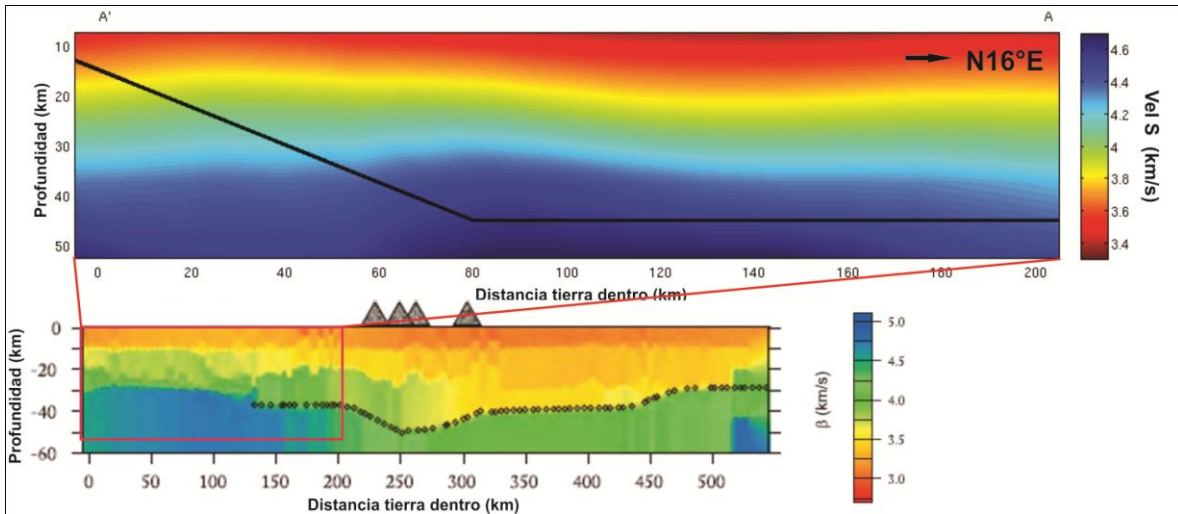 A' A
10
20
30
40
50
Profundidad (km)
N16°E
0 20 40 60 80 100 120 140 160 180 200
Distancia tierra dentro (km)
4.6
4.4
4.2
4
3.8
3.6
3.4
Vel S (km/s)
0
-20
-40
-60
Profundidad (km)
0 50 100 150 200 250 300 350 400 450 500
Distancia tierra dentro (km)
5.0
4.5
4.0
3.5
3.0
β (km/s)